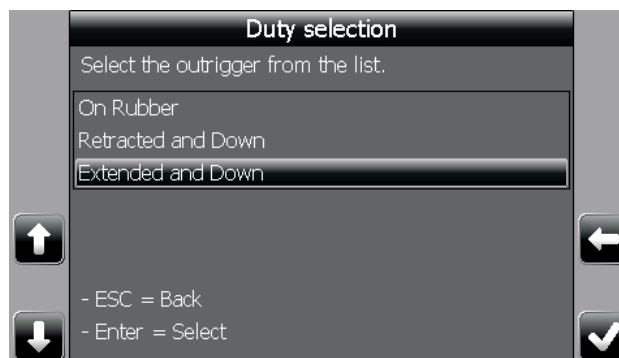 Duty selection
Select the outrigger from the list.
On Rubber
Retracted and Down
Extended and Down
- ESC = Back
- Enter = Select